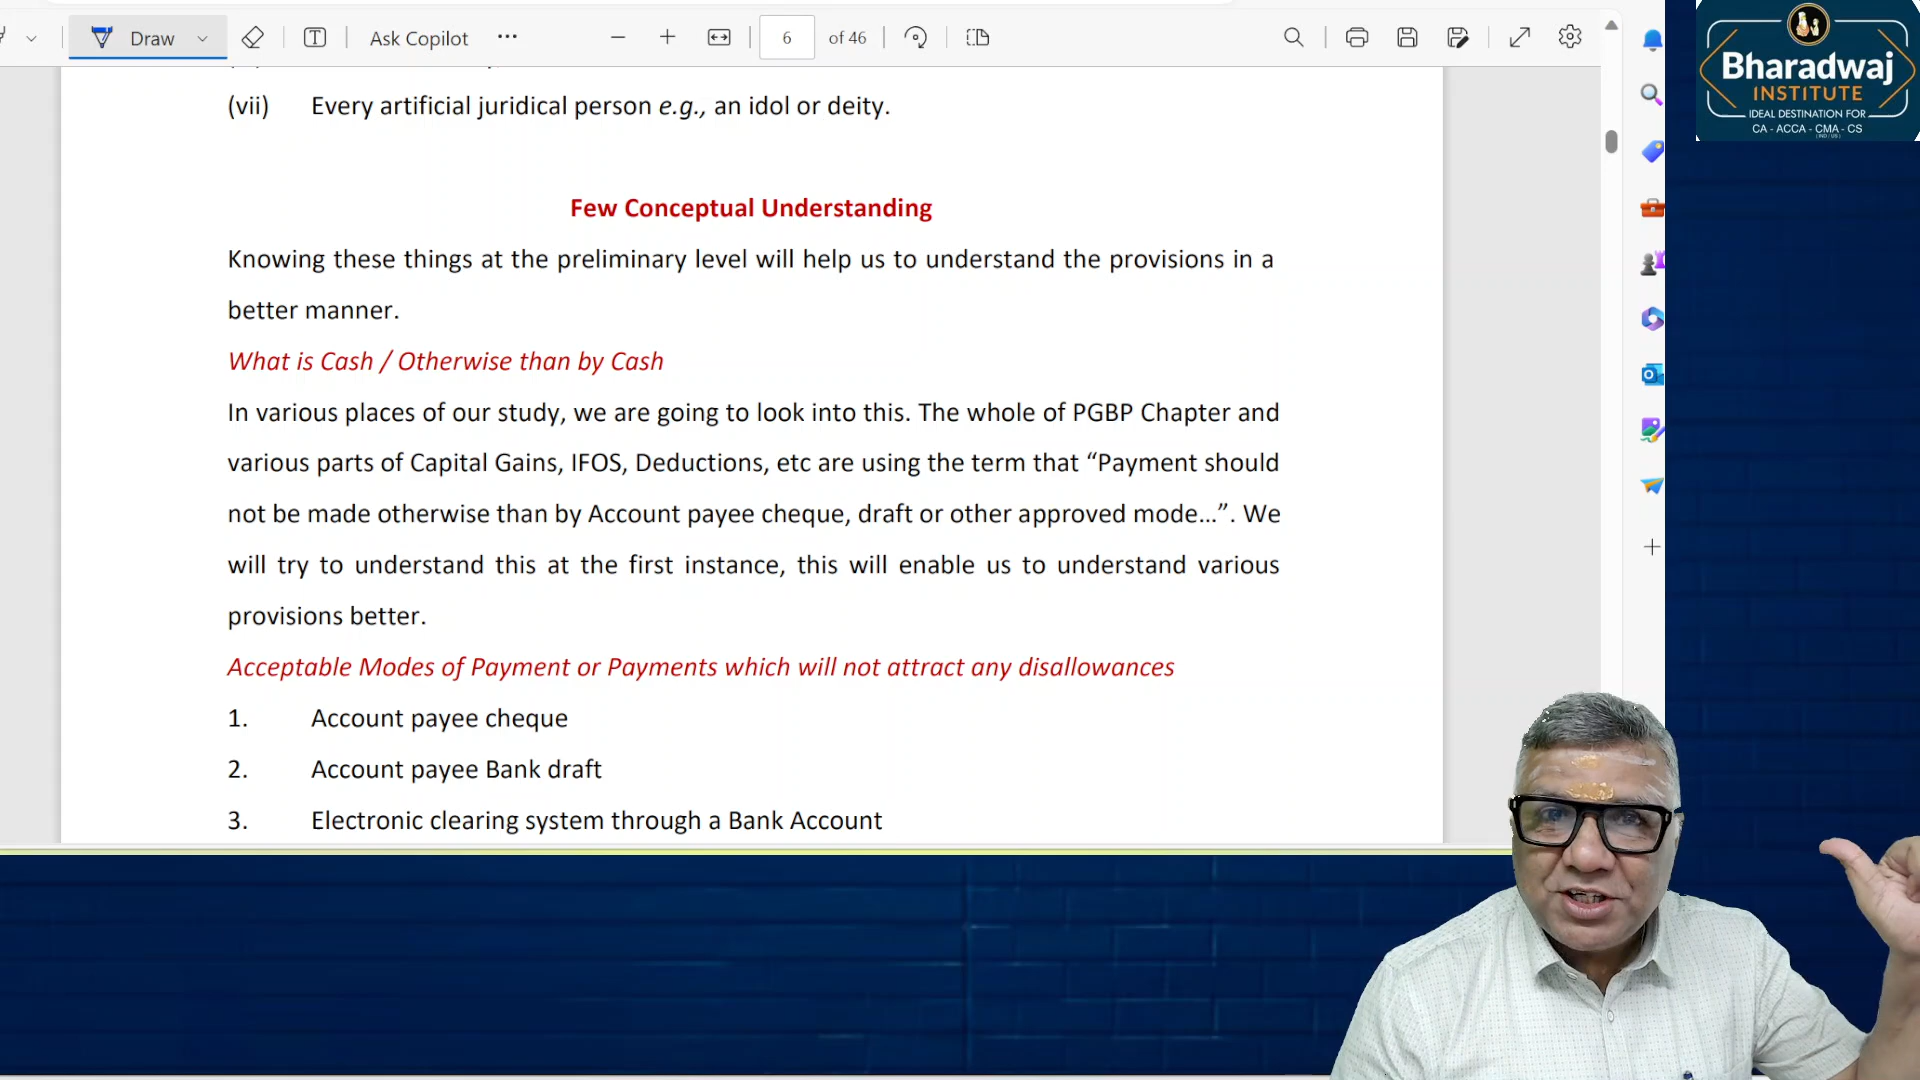 Draw
Ask Copilot
6 of 46
(vii) Every artificial juridical person e.g., an idol or deity.
Few Conceptual Understanding
Knowing these things at the preliminary level will help us to understand the provisions in a
better manner.
What is Cash / Otherwise than by Cash
In various places of our study, we are going to look into this. The whole of PGBP Chapter and
various parts of Capital Gains, IFOS, Deductions, etc are using the term that “Payment should
not be made otherwise than by Account payee cheque, draft or other approved mode…”. We
will try to understand this at the first instance, this will enable us to understand various
provisions better.
Acceptable Modes of Payment or Payments which will not attract any disallowances
1. Account payee cheque
2. Account payee Bank draft
3. Electronic clearing system through a Bank Account
Bharadwaj
INSTITUTE
IDEAL DESTINATION FOR
CA - ACCA - CMA - CS